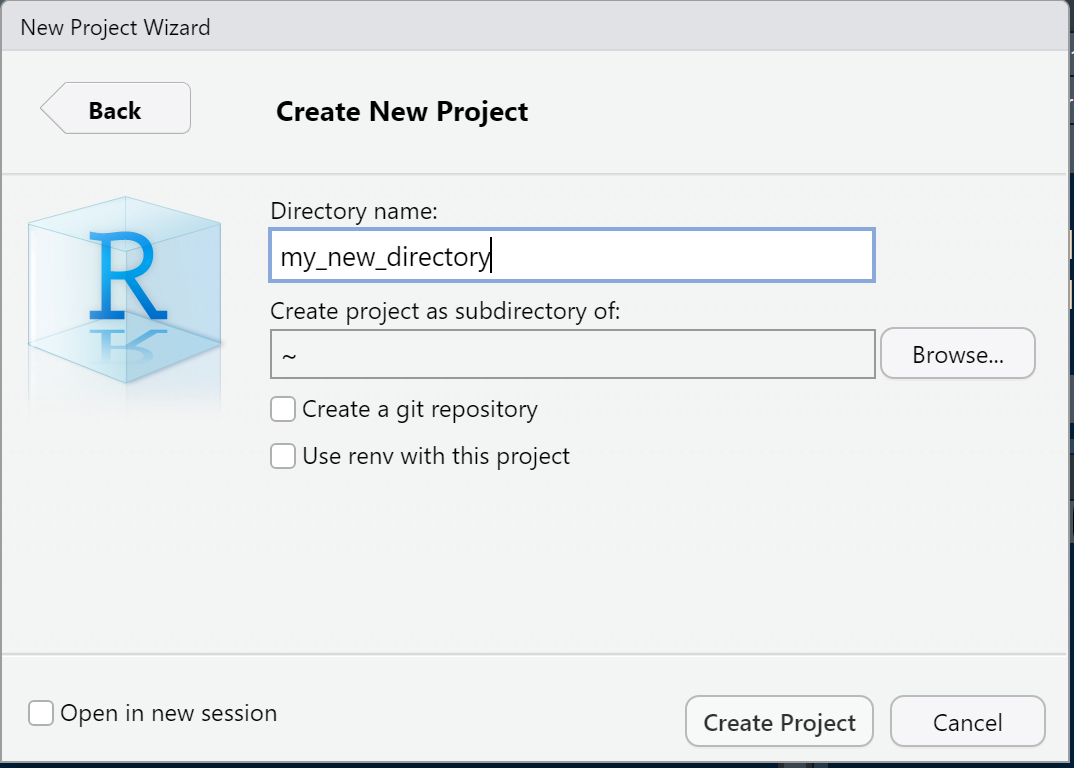 New Project Wizard
Back
Create New Project
R
Directory name:
my_new_directory
Create project as subdirectory of:
~
Browse...
Create a git repository
Use renv with this project
Open in new session
Create Project
Cancel